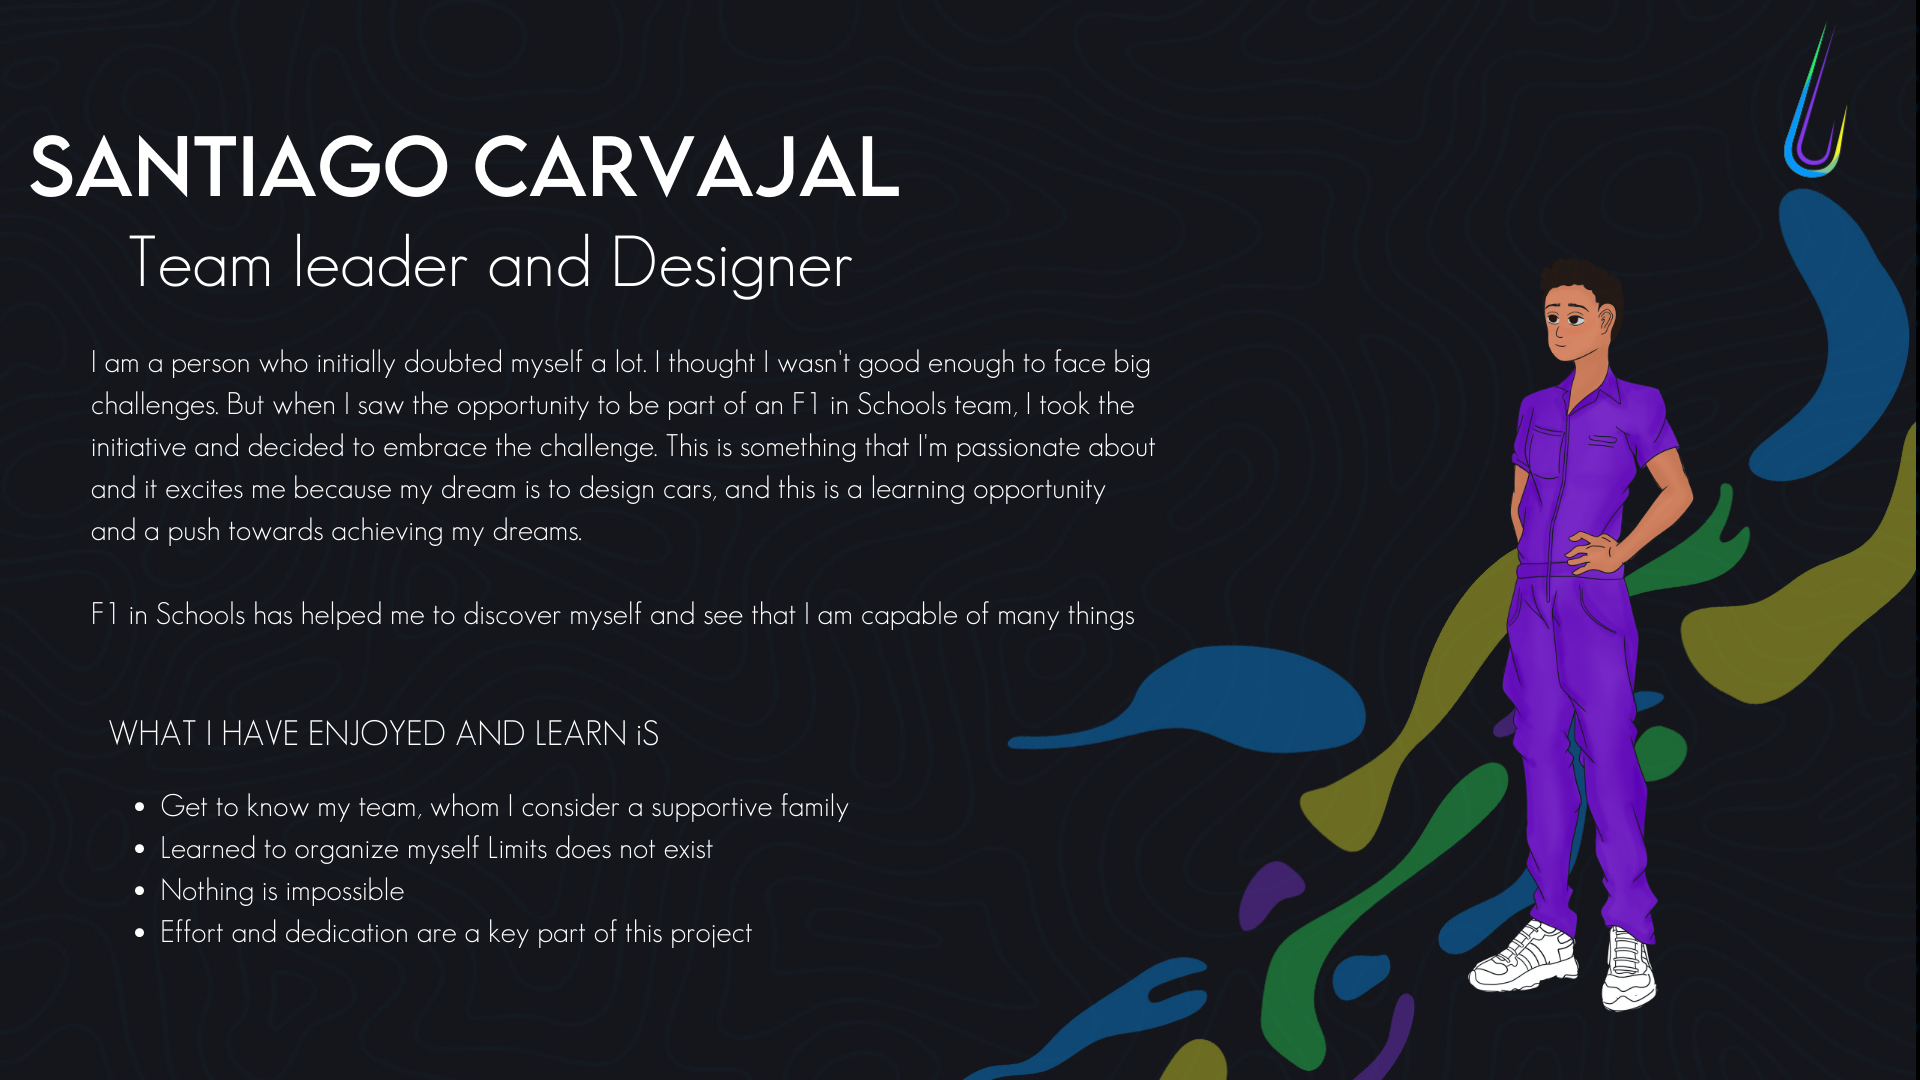 SANTIAGO CARVAJAL
Team leader and Designer
I am a person who initially doubted myself a lot. I thought I wasn't good enough to face big
challenges. But when I saw the opportunity to be part of an F1 in Schools team, I took the
initiative and decided to embrace the challenge. This is something that I'm passionate about
and it excites me because my dream is to design cars, and this is a learning opportunity
and a push towards achieving my dreams.
F1 in Schools has helped me to discover myself and see that I am capable of many things
WHAT I HAVE ENJOYED AND LEARN iS
• Get to know my team, whom I consider a supportive family
• Learned to organize myself Limits does not exist
• Nothing is impossible
• Effort and dedication are a key part of this project